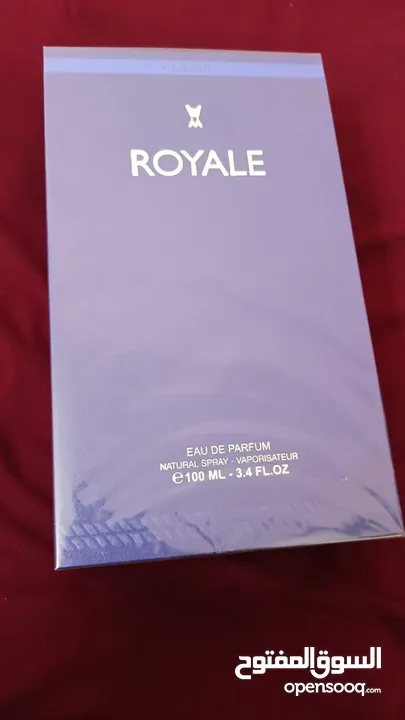 ROYALE
EAU DE PARFUM
NATURAL SPRAY - VAPORISATEUR
℮100 ML - 3.4 FL.OZ
السوق المفتوح
opensooq.com